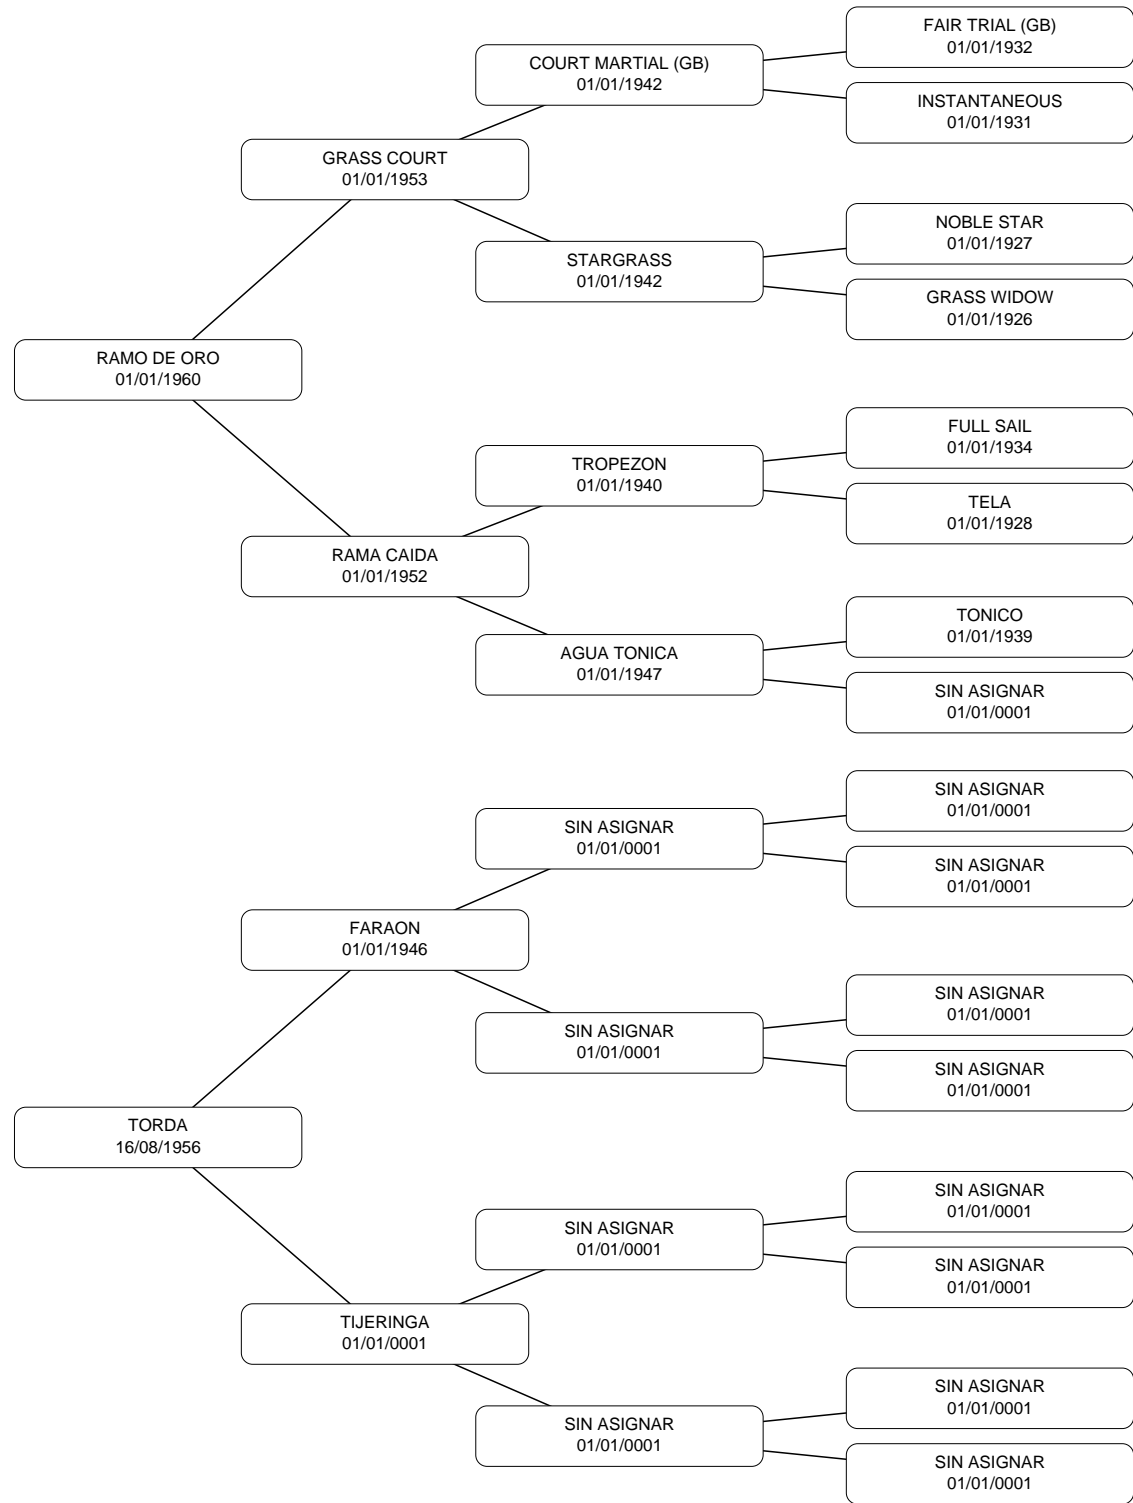 FAIR TRIAL (GB)
01/01/1932
COURT MARTIAL (GB)
01/01/1942
INSTANTANEOUS
01/01/1931
GRASS COURT
01/01/1953
NOBLE STAR
01/01/1927
STARGRASS
01/01/1942
GRASS WIDOW
01/01/1926
RAMO DE ORO
01/01/1960
FULL SAIL
01/01/1934
TROPEZON
01/01/1940
TELA
01/01/1928
RAMA CAIDA
01/01/1952
TONICO
01/01/1939
AGUA TONICA
01/01/1947
SIN ASIGNAR
01/01/0001
SIN ASIGNAR
01/01/0001
SIN ASIGNAR
01/01/0001
SIN ASIGNAR
01/01/0001
FARAON
01/01/1946
SIN ASIGNAR
01/01/0001
SIN ASIGNAR
01/01/0001
SIN ASIGNAR
01/01/0001
TORDA
16/08/1956
SIN ASIGNAR
01/01/0001
SIN ASIGNAR
01/01/0001
SIN ASIGNAR
01/01/0001
TIJERINGA
01/01/0001
SIN ASIGNAR
01/01/0001
SIN ASIGNAR
01/01/0001
SIN ASIGNAR
01/01/0001